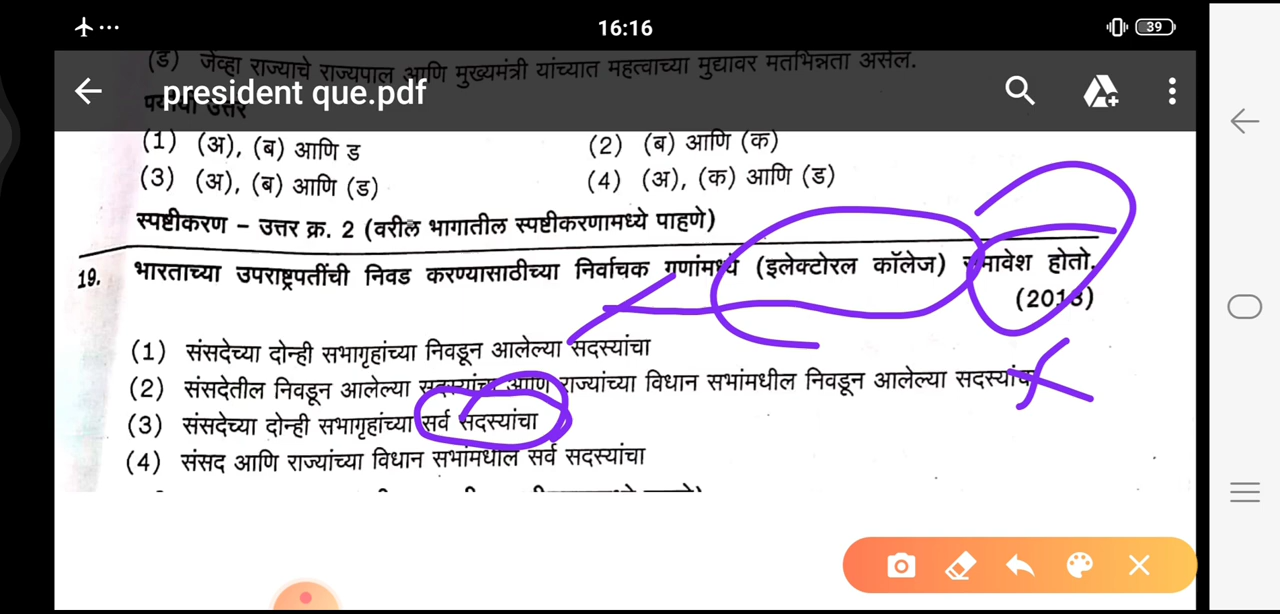 16:16
39
(ड) जेव्हा राज्याचे राज्यपाल आणि मुख्यमंत्री यांच्यात महत्वाच्या मुद्यावर मतभिन्नता असेल.
president que.pdf
उत्तर
(1) (अ), (ब) आणि ड (2) (ब) आणि (क)
(3) (अ), (ब) आणि (ड) (4) (अ), (क) आणि (ड)
स्पष्टीकरण – उत्तर क्र. 2 (वरील भागातील स्पष्टीकरणामध्ये पाहणे)
19. भारताच्या उपराष्ट्रपतींची निवड करण्यासाठीच्या निर्वाचक गणांमध्ये (इलेक्टोरल कॉलेज) समावेश होतो.
(2013)
(1) संसदेच्या दोन्ही सभागृहांच्या निवडून आलेल्या सदस्यांचा
(2) संसदेतील निवडून आलेल्या सदस्यांचा आणि राज्यांच्या विधान सभांमधील निवडून आलेल्या सदस्यांचा
(3) संसदेच्या दोन्ही सभागृहांच्या सर्व सदस्यांचा
(4) संसद आणि राज्यांच्या विधान सभांमधील सर्व सदस्यांचा